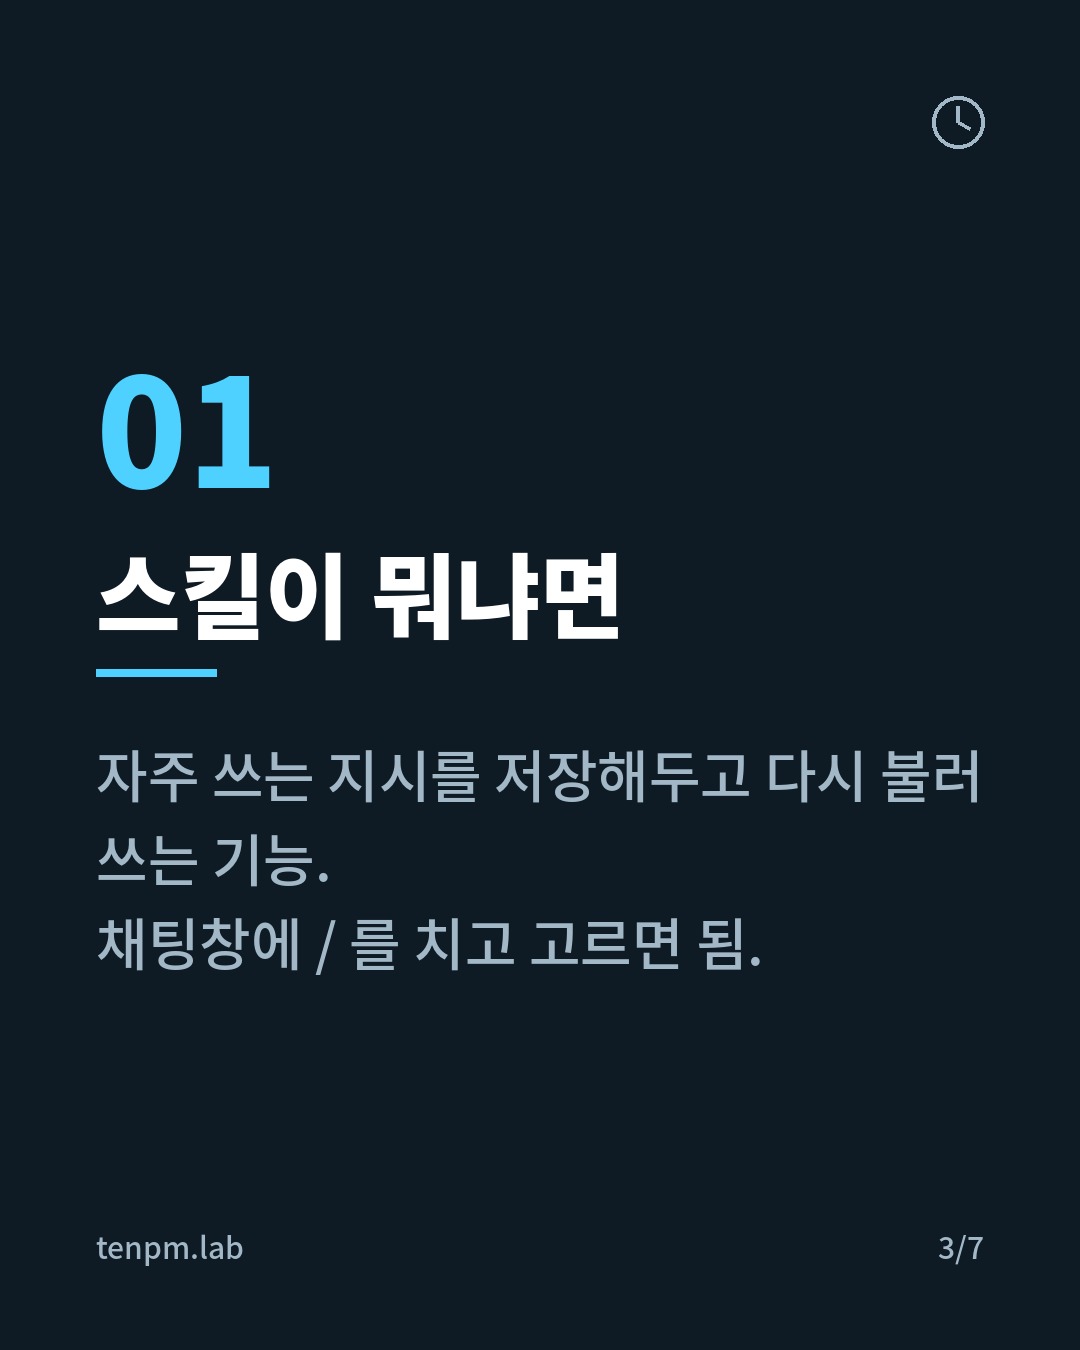 01
스킬이 뭐냐면
자주 쓰는 지시를 저장해두고 다시 불러
쓰는 기능.
채팅창에 / 를 치고 고르면 됨.
tenpm.lab
3/7